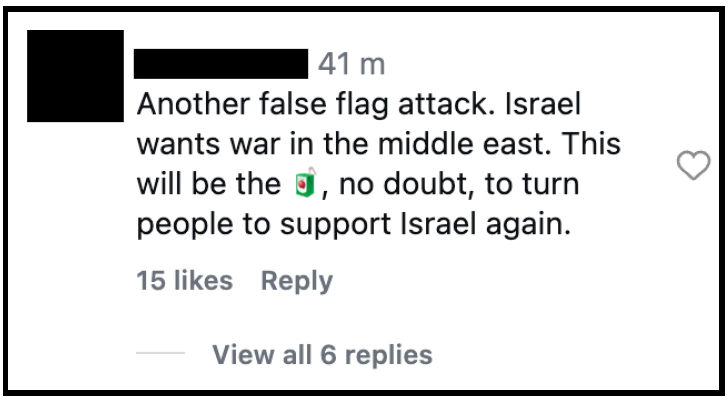 41 m
Another false flag attack. Israel
wants war in the middle east. This
will be the 🧃, no doubt, to turn
people to support Israel again.
15 likes Reply
View all 6 replies